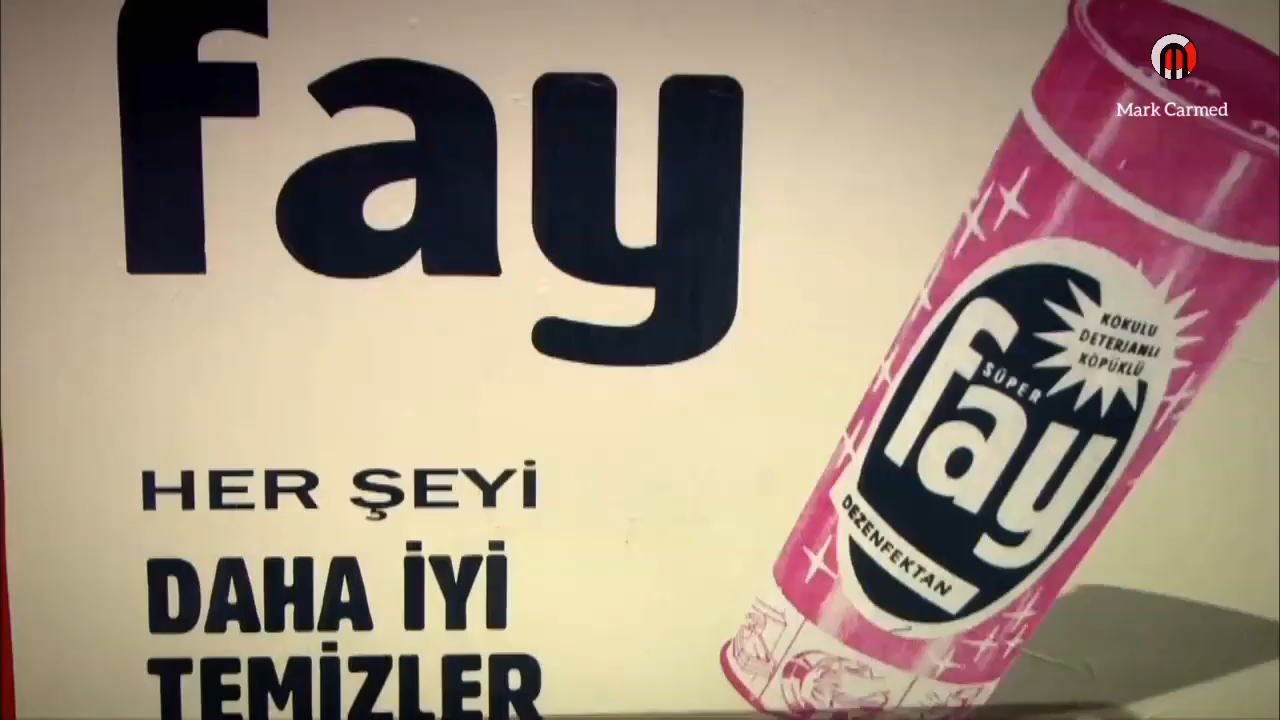 fay
Mark Carmed
KOKULU
DETERJANLI
KÖPÜKLÜ
SÜPER
fay
DEZENFEKTAN
HER ŞEYİ
DAHA İYİ
TEMİZLER